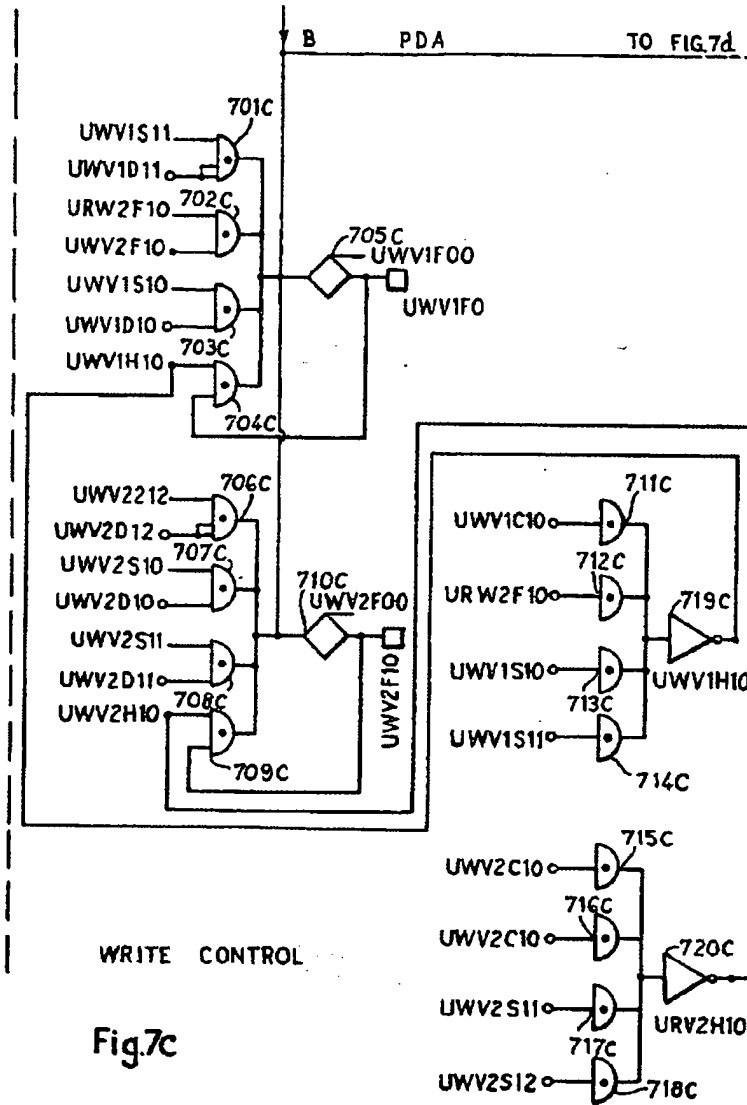 B PDA TO FIG.7d
701C
UWV1S11
UWV1D11
702C
URW2F10
UWV2F10
705C
UWV1F00
UWV1F0
UWV1S10
UWV1D10
703C
UWV1H10
704C
706C
UWV2212
UWV2D12
707C
UWV2S10
UWV2D10
710C
UWV2F00
UWV2F10
UWV2S11
UWV2D11
708C
UWV2H10
709C
711C
UWV1C10
712C
URW2F10
719C
UWV1H10
UWV1S10
713C
UWV1S11
714C
715C
UWV2C10
716C
UWV2C10
720C
URV2H10
UWV2S11
717C
UWV2S12
718C
WRITE CONTROL
Fig.7c